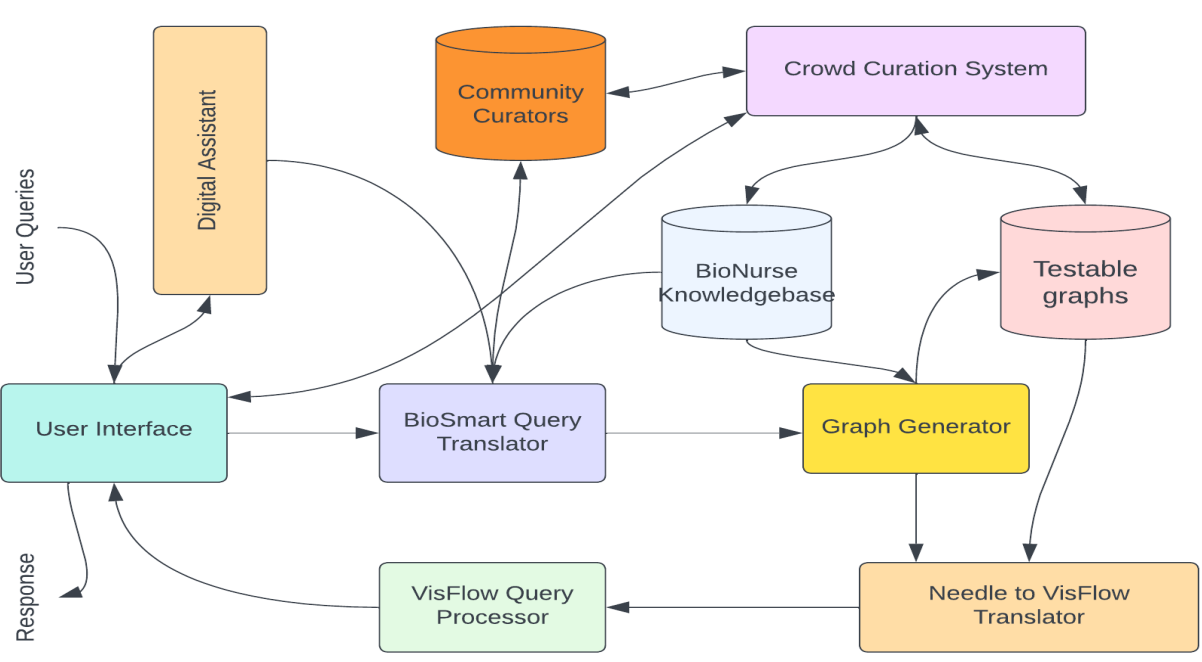 User Queries
Digital Assistant
Community
Curators
Crowd Curation System
BioNurse
Knowledgebase
Testable
graphs
User Interface
BioSmart Query
Translator
Graph Generator
Response
VisFlow Query
Processor
Needle to VisFlow
Translator